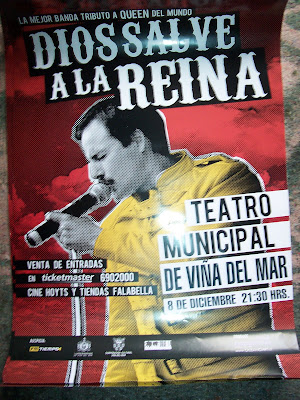 LA MEJOR BANDA TRIBUTO A QUEEN DEL MUNDO
DIOS SALVE
A LA REINA
TEATRO
MUNICIPAL
DE VIÑA DEL MAR
8 DE DICIEMBRE 21:30 HRS.
VENTA DE ENTRADAS
EN ticketmaster 6902000
CINE HOYTS Y TIENDAS FALABELLA